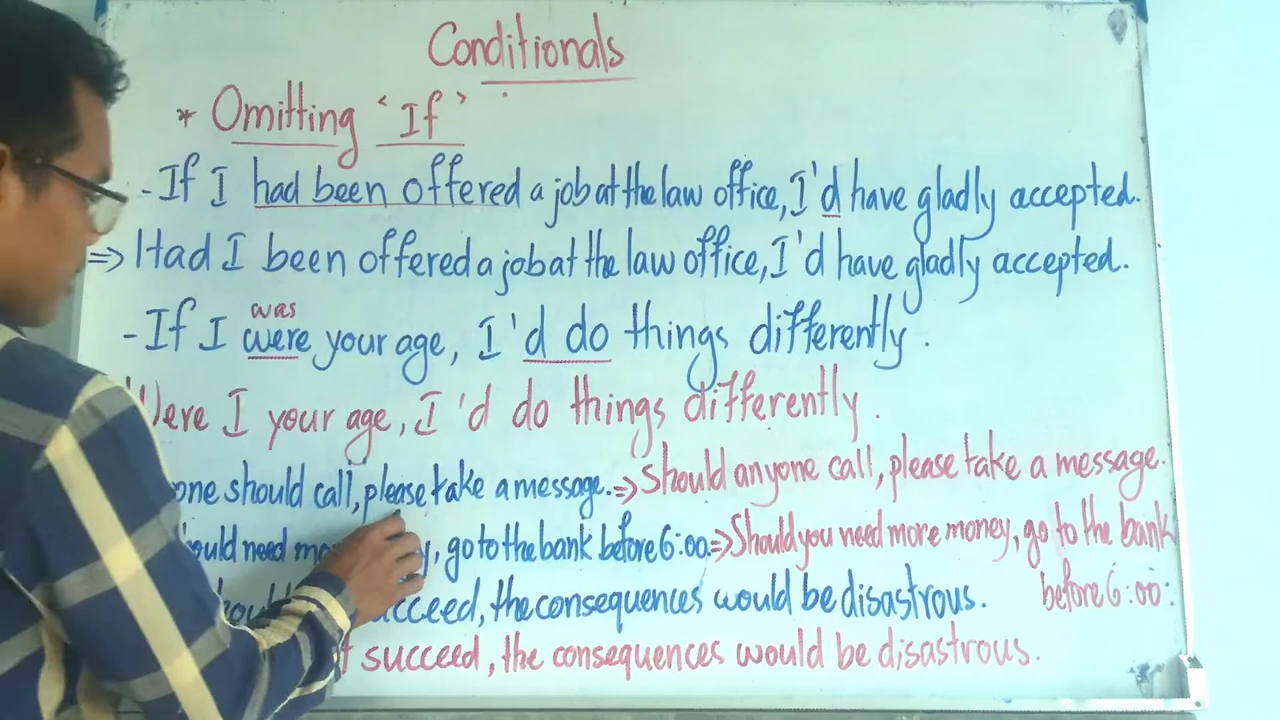 Conditionals
* Omitting 'If'
- If I had been offered a job at the law office, I'd have gladly accepted.
⇒ Had I been offered a job at the law office, I'd have gladly accepted.
was
- If I were your age, I'd do things differently.
Were I your age, I'd do things differently.
one should call, please take a message. ⇒ Should anyone call, please take a message.
ould need mo y, go to the bank before 6:00. ⇒ Should you need more money, go to the bank
before 6:00.
succeed, the consequences would be disastrous.
succeed, the consequences would be disastrous.